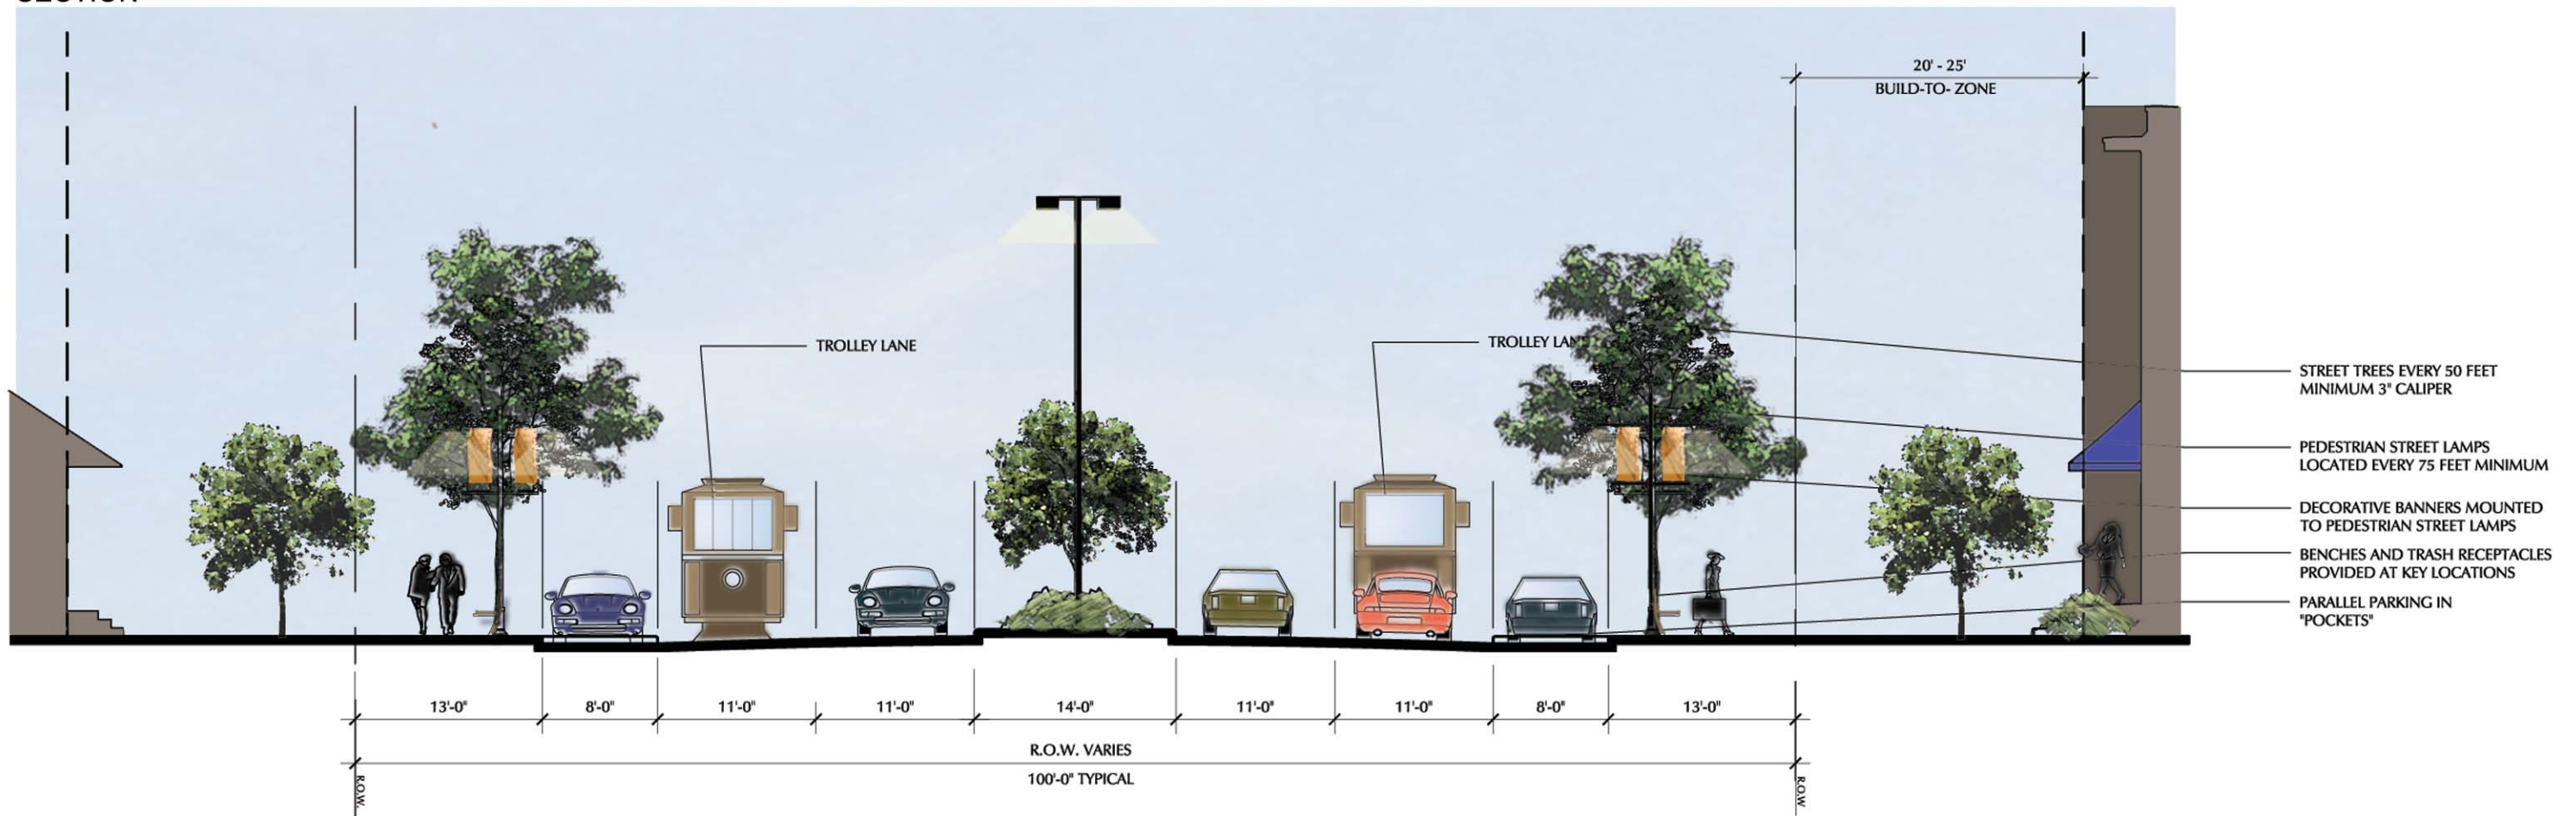 SECTION
20' - 25'
BUILD-TO- ZONE
TROLLEY LANE
TROLLEY LANE
STREET TREES EVERY 50 FEET
MINIMUM 3" CALIPER
PEDESTRIAN STREET LAMPS
LOCATED EVERY 75 FEET MINIMUM
DECORATIVE BANNERS MOUNTED
TO PEDESTRIAN STREET LAMPS
BENCHES AND TRASH RECEPTACLES
PROVIDED AT KEY LOCATIONS
PARALLEL PARKING IN
"POCKETS"
13'-0" 8'-0" 11'-0" 11'-0" 14'-0" 11'-0" 11'-0" 8'-0" 13'-0"
R.O.W. VARIES
100'-0" TYPICAL
R.O.W.
R.O.W